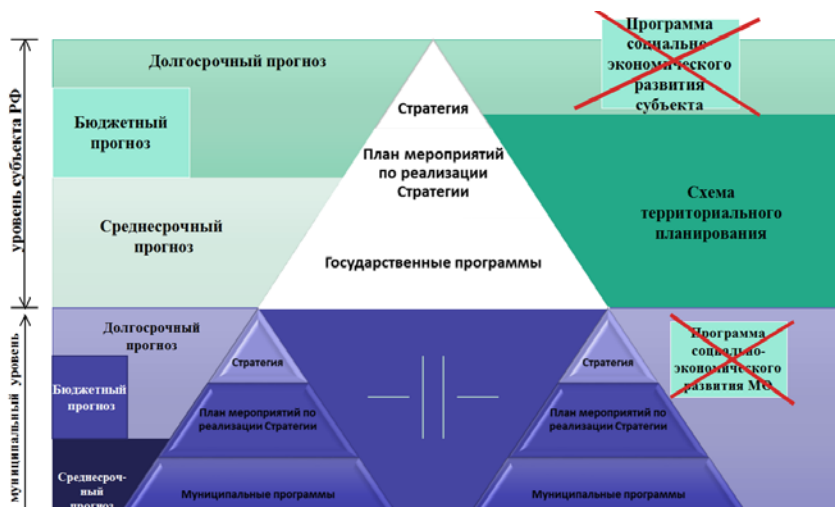 уровень субъекта РФ
Долгосрочный прогноз
Бюджетный
прогноз
Среднесрочный
прогноз
Стратегия
План мероприятий
по реализации
Стратегии
Государственные программы
Программа
социально-
экономического
развития
субъекта
Схема
территориального
планирования
муниципальный уровень
Долгосрочный
прогноз
Бюджетный
прогноз
Среднесроч-
ный
прогноз
Стратегия
План мероприятий по
реализации Стратегии
Муниципальные программы
Стратегия
План мероприятий по
реализации Стратегии
Муниципальные программы
Программа
социально-
экономического
развития МО